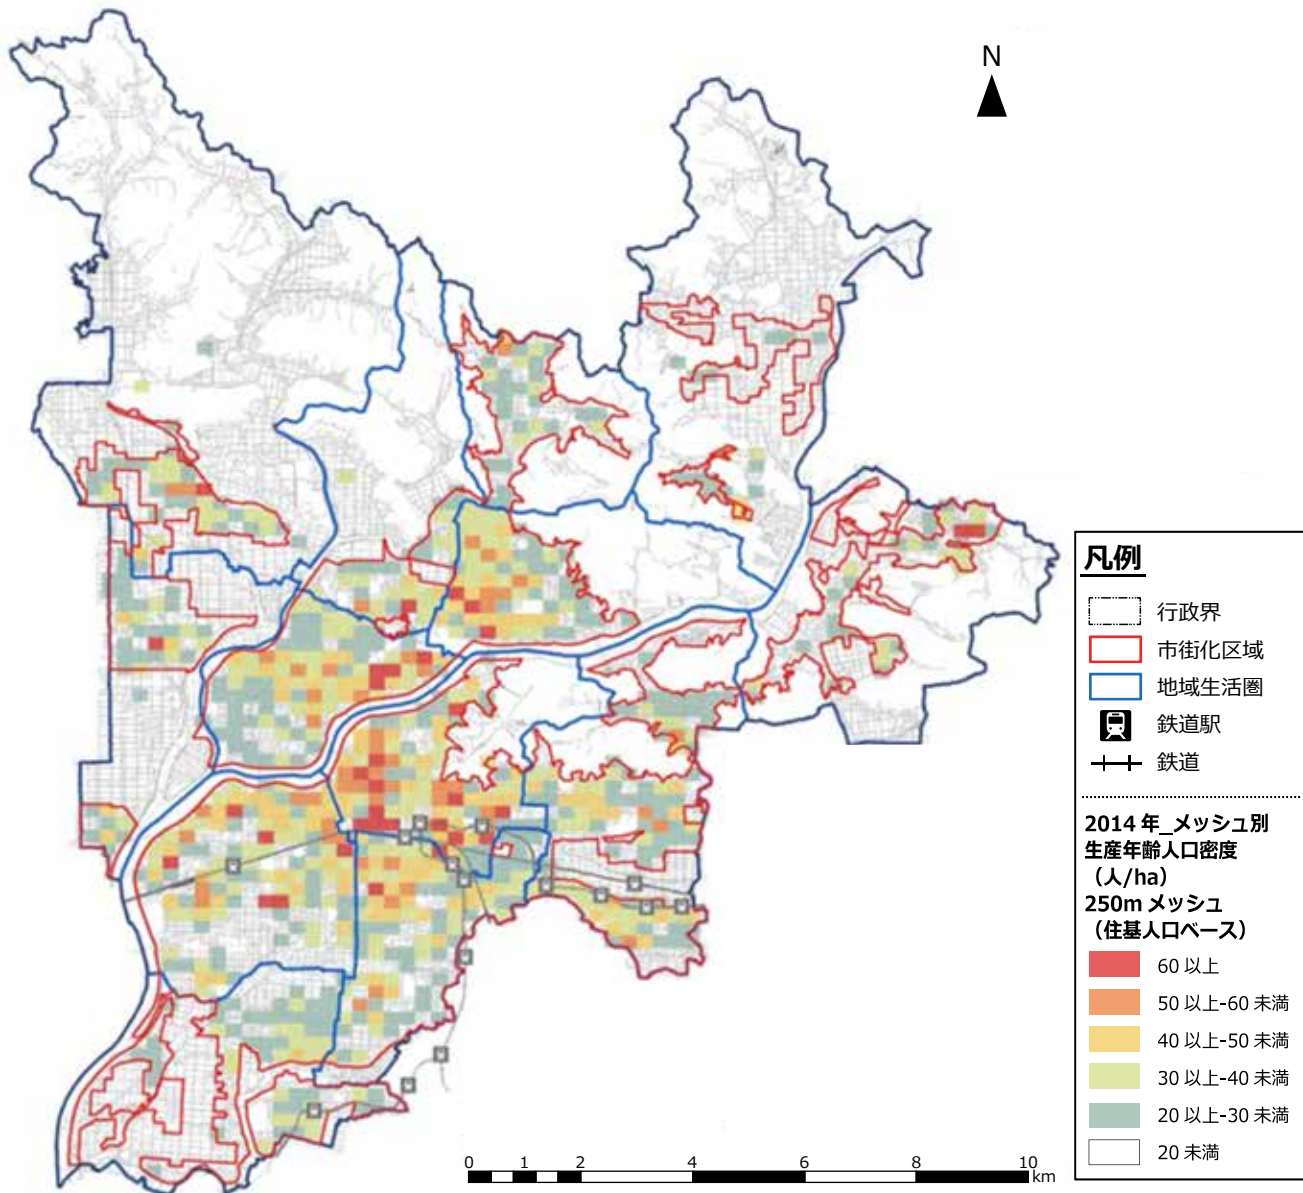 N
凡例
行政界
市街化区域
地域生活圏
鉄道駅
鉄道
2014 年_メッシュ別
生産年齢人口密度
（人/ha）
250m メッシュ
（住基人口ベース）
60 以上
50 以上-60 未満
40 以上-50 未満
30 以上-40 未満
20 以上-30 未満
20 未満
0 1 2 4 6 8 10
km